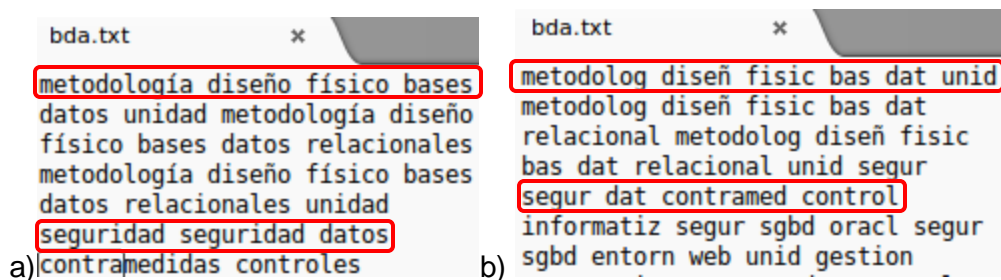 bda.txt ×
metodología diseño físico bases
datos unidad metodología diseño
físico bases datos relacionales
metodología diseño físico bases
datos relacionales unidad
seguridad seguridad datos
a) contramedidas controles
bda.txt ×
metodolog diseñ fisic bas dat unid
metodolog diseñ fisic bas dat
relacional metodolog diseñ fisic
bas dat relacional unid segur
segur dat contramed control
informatiz segur sgbd oracl segur
b) sgbd entorn web unid gestion